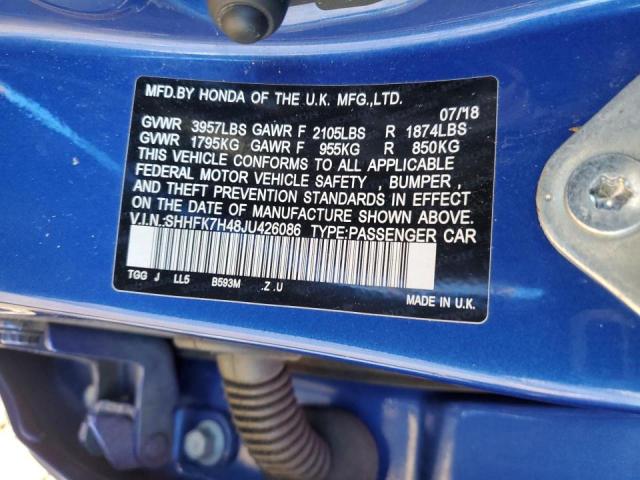 MFD.BY HONDA OF THE U.K. MFG.,LTD.
07/18
GVWR 3957LBS GAWR F 2105LBS R 1874LBS
GVWR 1795KG GAWR F 955KG R 850KG
THIS VEHICLE CONFORMS TO ALL APPLICABLE
FEDERAL MOTOR VEHICLE SAFETY , BUMPER ,
AND THEFT PREVENTION STANDARDS IN EFFECT
ON THE DATE OF MANUFACTURE SHOWN ABOVE.
V.I.N.:SHHFK7H48JU426086 TYPE:PASSENGER CAR
TGG J LL5 B593M .Z .U
MADE IN U.K.